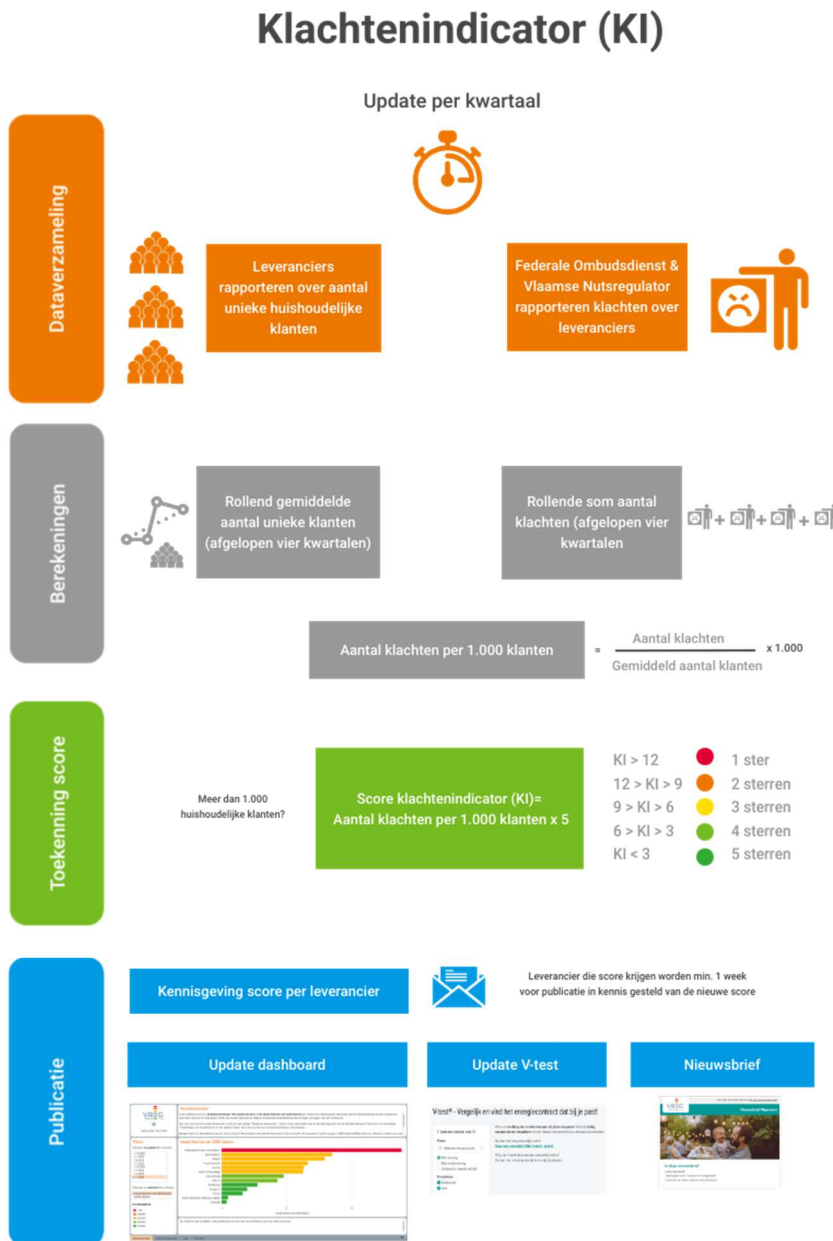 Klachtenindicator (KI)
Update per kwartaal
Dataverzameling
Leveranciers
rapporteren over aantal
unieke huishoudelijke
klanten
Federale Ombudsdienst &
Vlaamse Nutsregulator
rapporteren klachten over
leveranciers
Berekeningen
Rollend gemiddelde
aantal unieke klanten
(afgelopen vier kwartalen)
Rollende som aantal
klachten (afgelopen vier
kwartalen
+ + + +
Aantal klachten per 1.000 klanten
=
Aantal klachten
Gemiddeld aantal klanten
x 1.000
Toekenning score
Meer dan 1.000
huishoudelijke klanten?
Score klachtenindicator (KI)=
Aantal klachten per 1.000 klanten x 5
KI > 12 1 ster
12 > KI > 9 2 sterren
9 > KI > 6 3 sterren
6 > KI > 3 4 sterren
KI < 3 5 sterren
Publicatie
Kennisgeving score per leverancier
Leverancier die score krijgen worden min. 1 week
voor publicatie in kennis gesteld van de nieuwe score
Update dashboard
Update V-test
Nieuwsbrief
VREG
V-test® - Vergelijk en vind het energiecontract dat bij je past!